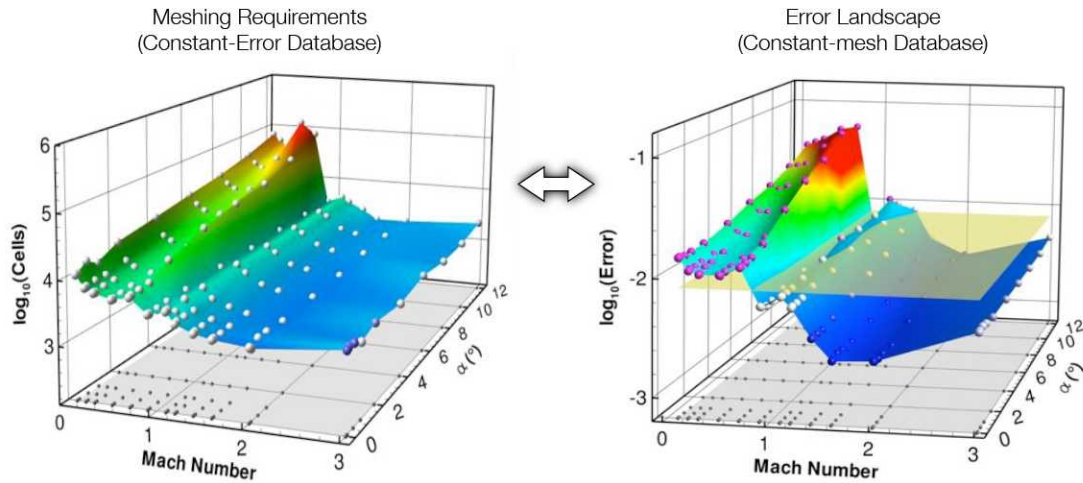 Meshing Requirements
(Constant-Error Database)
Error Landscape
(Constant-mesh Database)
log10(Cells)
6
5
4
3
0
1
2
3
Mach Number
0
2
4
6
8
10
12
α (°)
log10(Error)
-1
-2
-3
0
1
2
3
Mach Number
0
2
4
6
8
10
12
α (°)